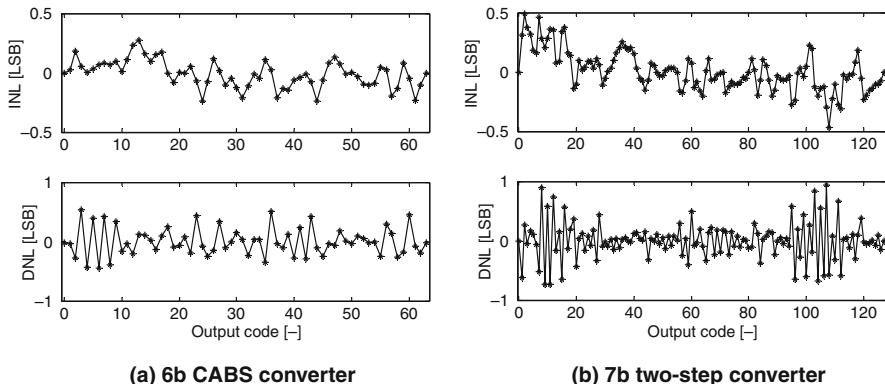 INL [LSB]
0.5
0
−0.5
0 10 20 30 40 50 60
DNL [LSB]
1
0
−1
0 10 20 30 40 50 60
Output code [−]
(a) 6b CABS converter
INL [LSB]
0.5
0
−0.5
0 20 40 60 80 100 120
DNL [LSB]
1
0
−1
0 20 40 60 80 100 120
Output code [−]
(b) 7b two-step converter